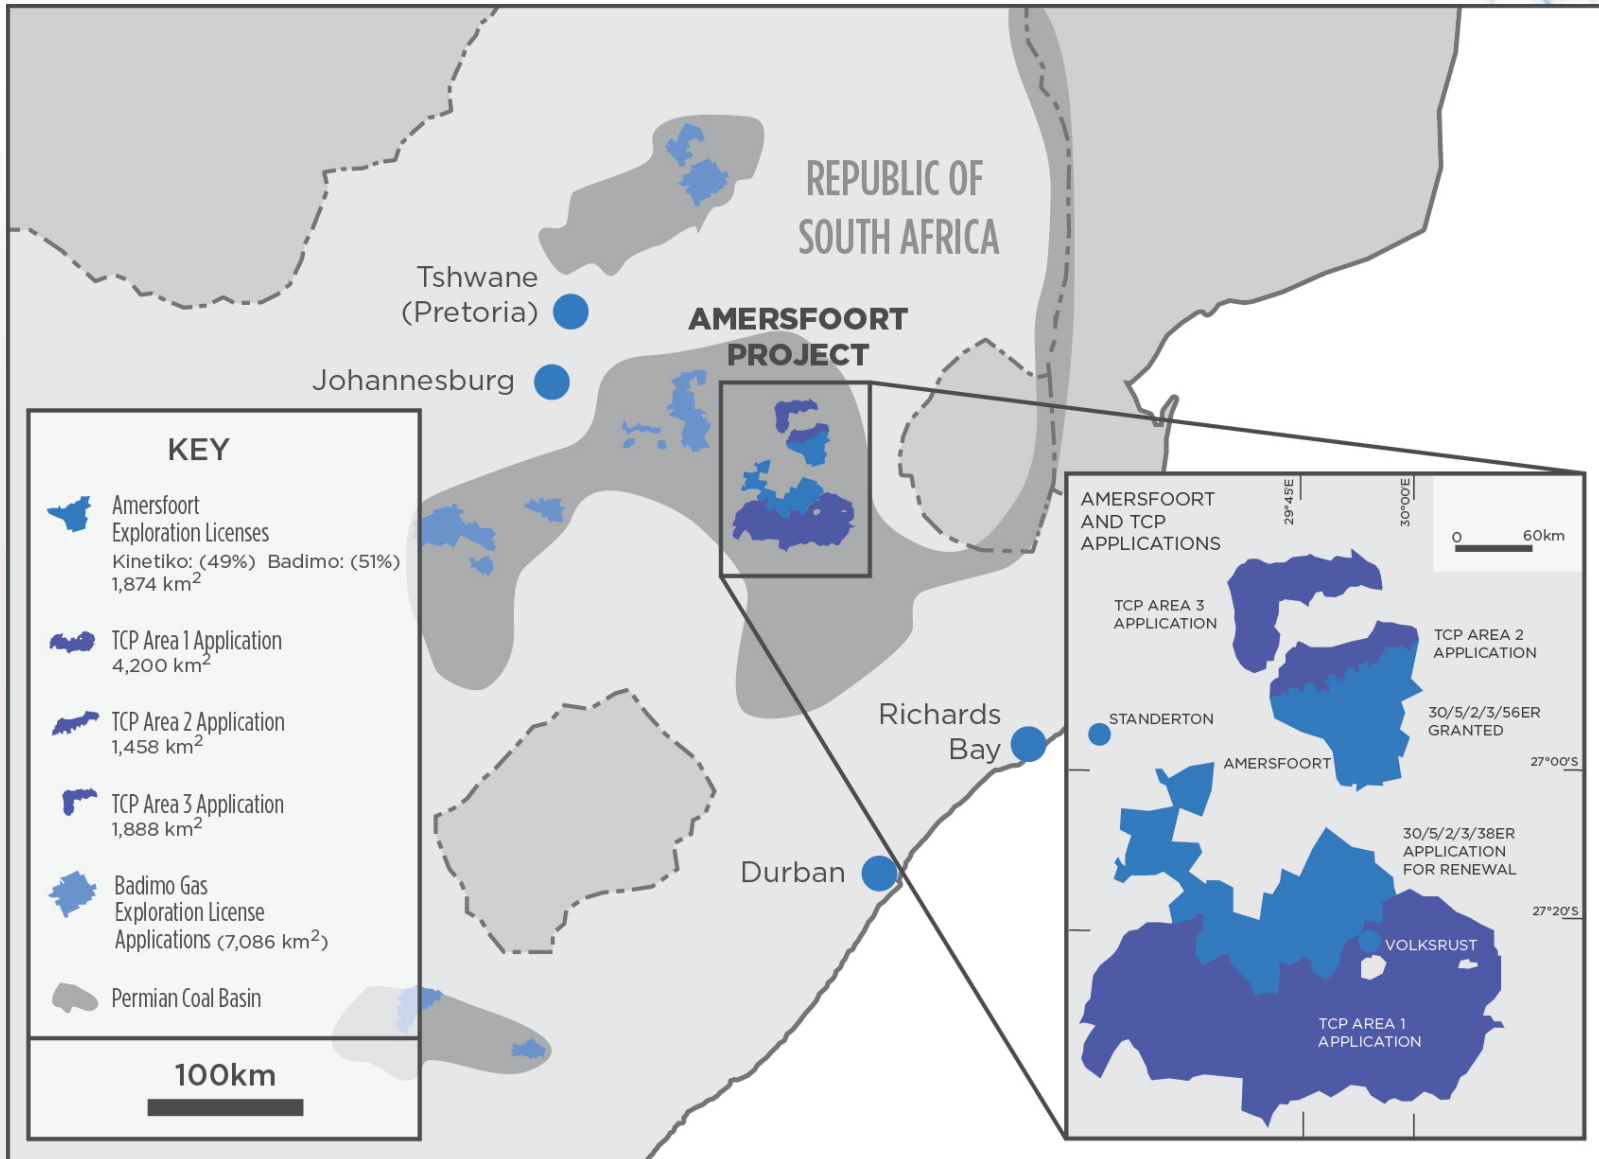 REPUBLIC OF
SOUTH AFRICA
Tshwane
(Pretoria)
AMERSFOORT
PROJECT
Johannesburg
Richards
Bay
Durban
KEY
Amersfoort
Exploration Licenses
Kinetiko: (49%) Badimo: (51%)
1,874 km²
TCP Area 1 Application
4,200 km²
TCP Area 2 Application
1,458 km²
TCP Area 3 Application
1,888 km²
Badimo Gas
Exploration License
Applications (7,086 km²)
Permian Coal Basin
100km
AMERSFOORT
AND TCP
APPLICATIONS
29°45'E
30°00'E
0 60km
TCP AREA 3
APPLICATION
TCP AREA 2
APPLICATION
STANDERTON
30/5/2/3/56ER
GRANTED
AMERSFOORT
27°00'S
30/5/2/3/38ER
APPLICATION
FOR RENEWAL
27°20'S
VOLKSRUST
TCP AREA 1
APPLICATION